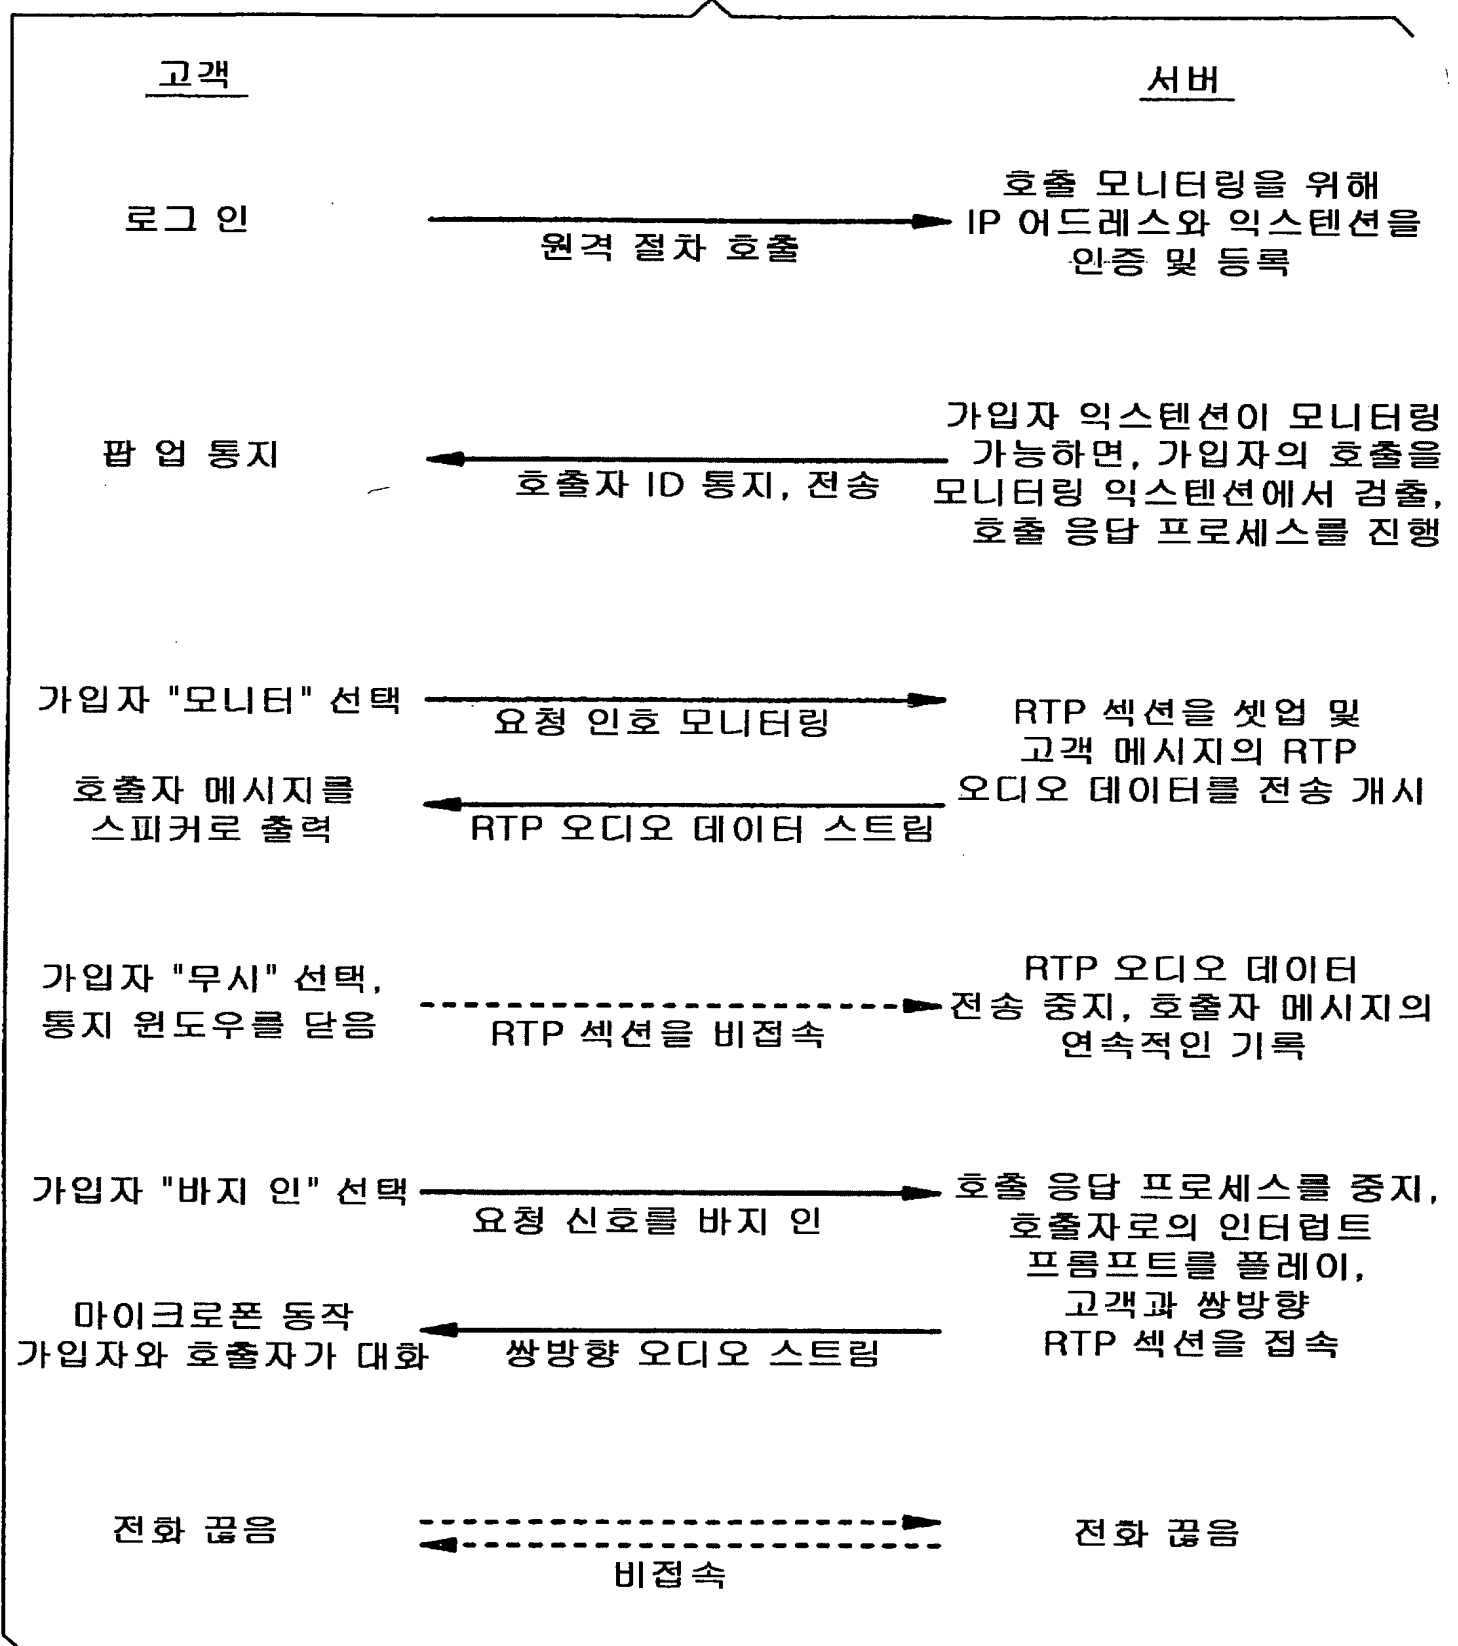 고객
서버
로그 인
원격 절차 호출
호출 모니터링을 위해
IP 어드레스와 익스텐션을
인증 및 등록
팝 업 통지
호출자 ID 통지, 전송
가입자 익스텐션이 모니터링
가능하면, 가입자의 호출을
모니터링 익스텐션에서 검출,
호출 응답 프로세스를 진행
가입자 "모니터" 선택
요청 인호 모니터링
RTP 섹션을 셋업 및
고객 메시지의 RTP
오디오 데이터를 전송 개시
호출자 메시지를
스피커로 출력
RTP 오디오 데이터 스트림
가입자 "무시" 선택,
통지 윈도우를 닫음
RTP 섹션을 비접속
RTP 오디오 데이터
전송 중지, 호출자 메시지의
연속적인 기록
가입자 "바지 인" 선택
요청 신호를 바지 인
호출 응답 프로세스를 중지,
호출자로의 인터럽트
프롬프트를 플레이,
고객과 쌍방향
RTP 섹션을 접속
마이크로폰 동작
가입자와 호출자가 대화
쌍방향 오디오 스트림
전화 끊음
비접속
전화 끊음